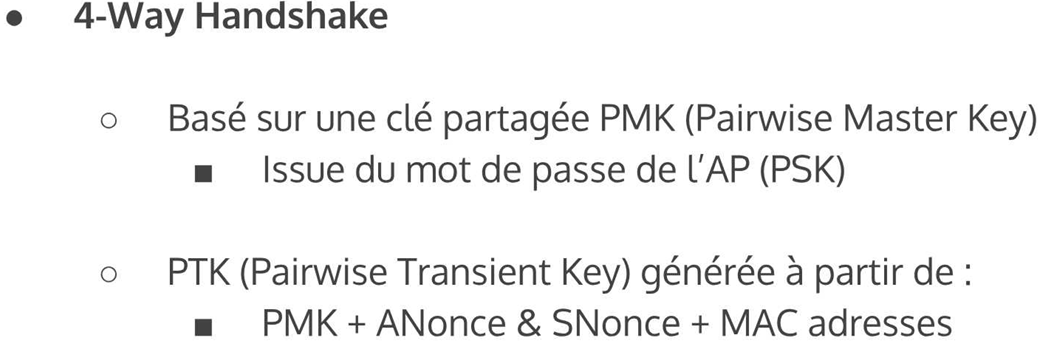 ● 4-Way Handshake
○ Basé sur une clé partagée PMK (Pairwise Master Key)
■ Issue du mot de passe de l’AP (PSK)
○ PTK (Pairwise Transient Key) générée à partir de :
■ PMK + ANonce & SNonce + MAC adresses